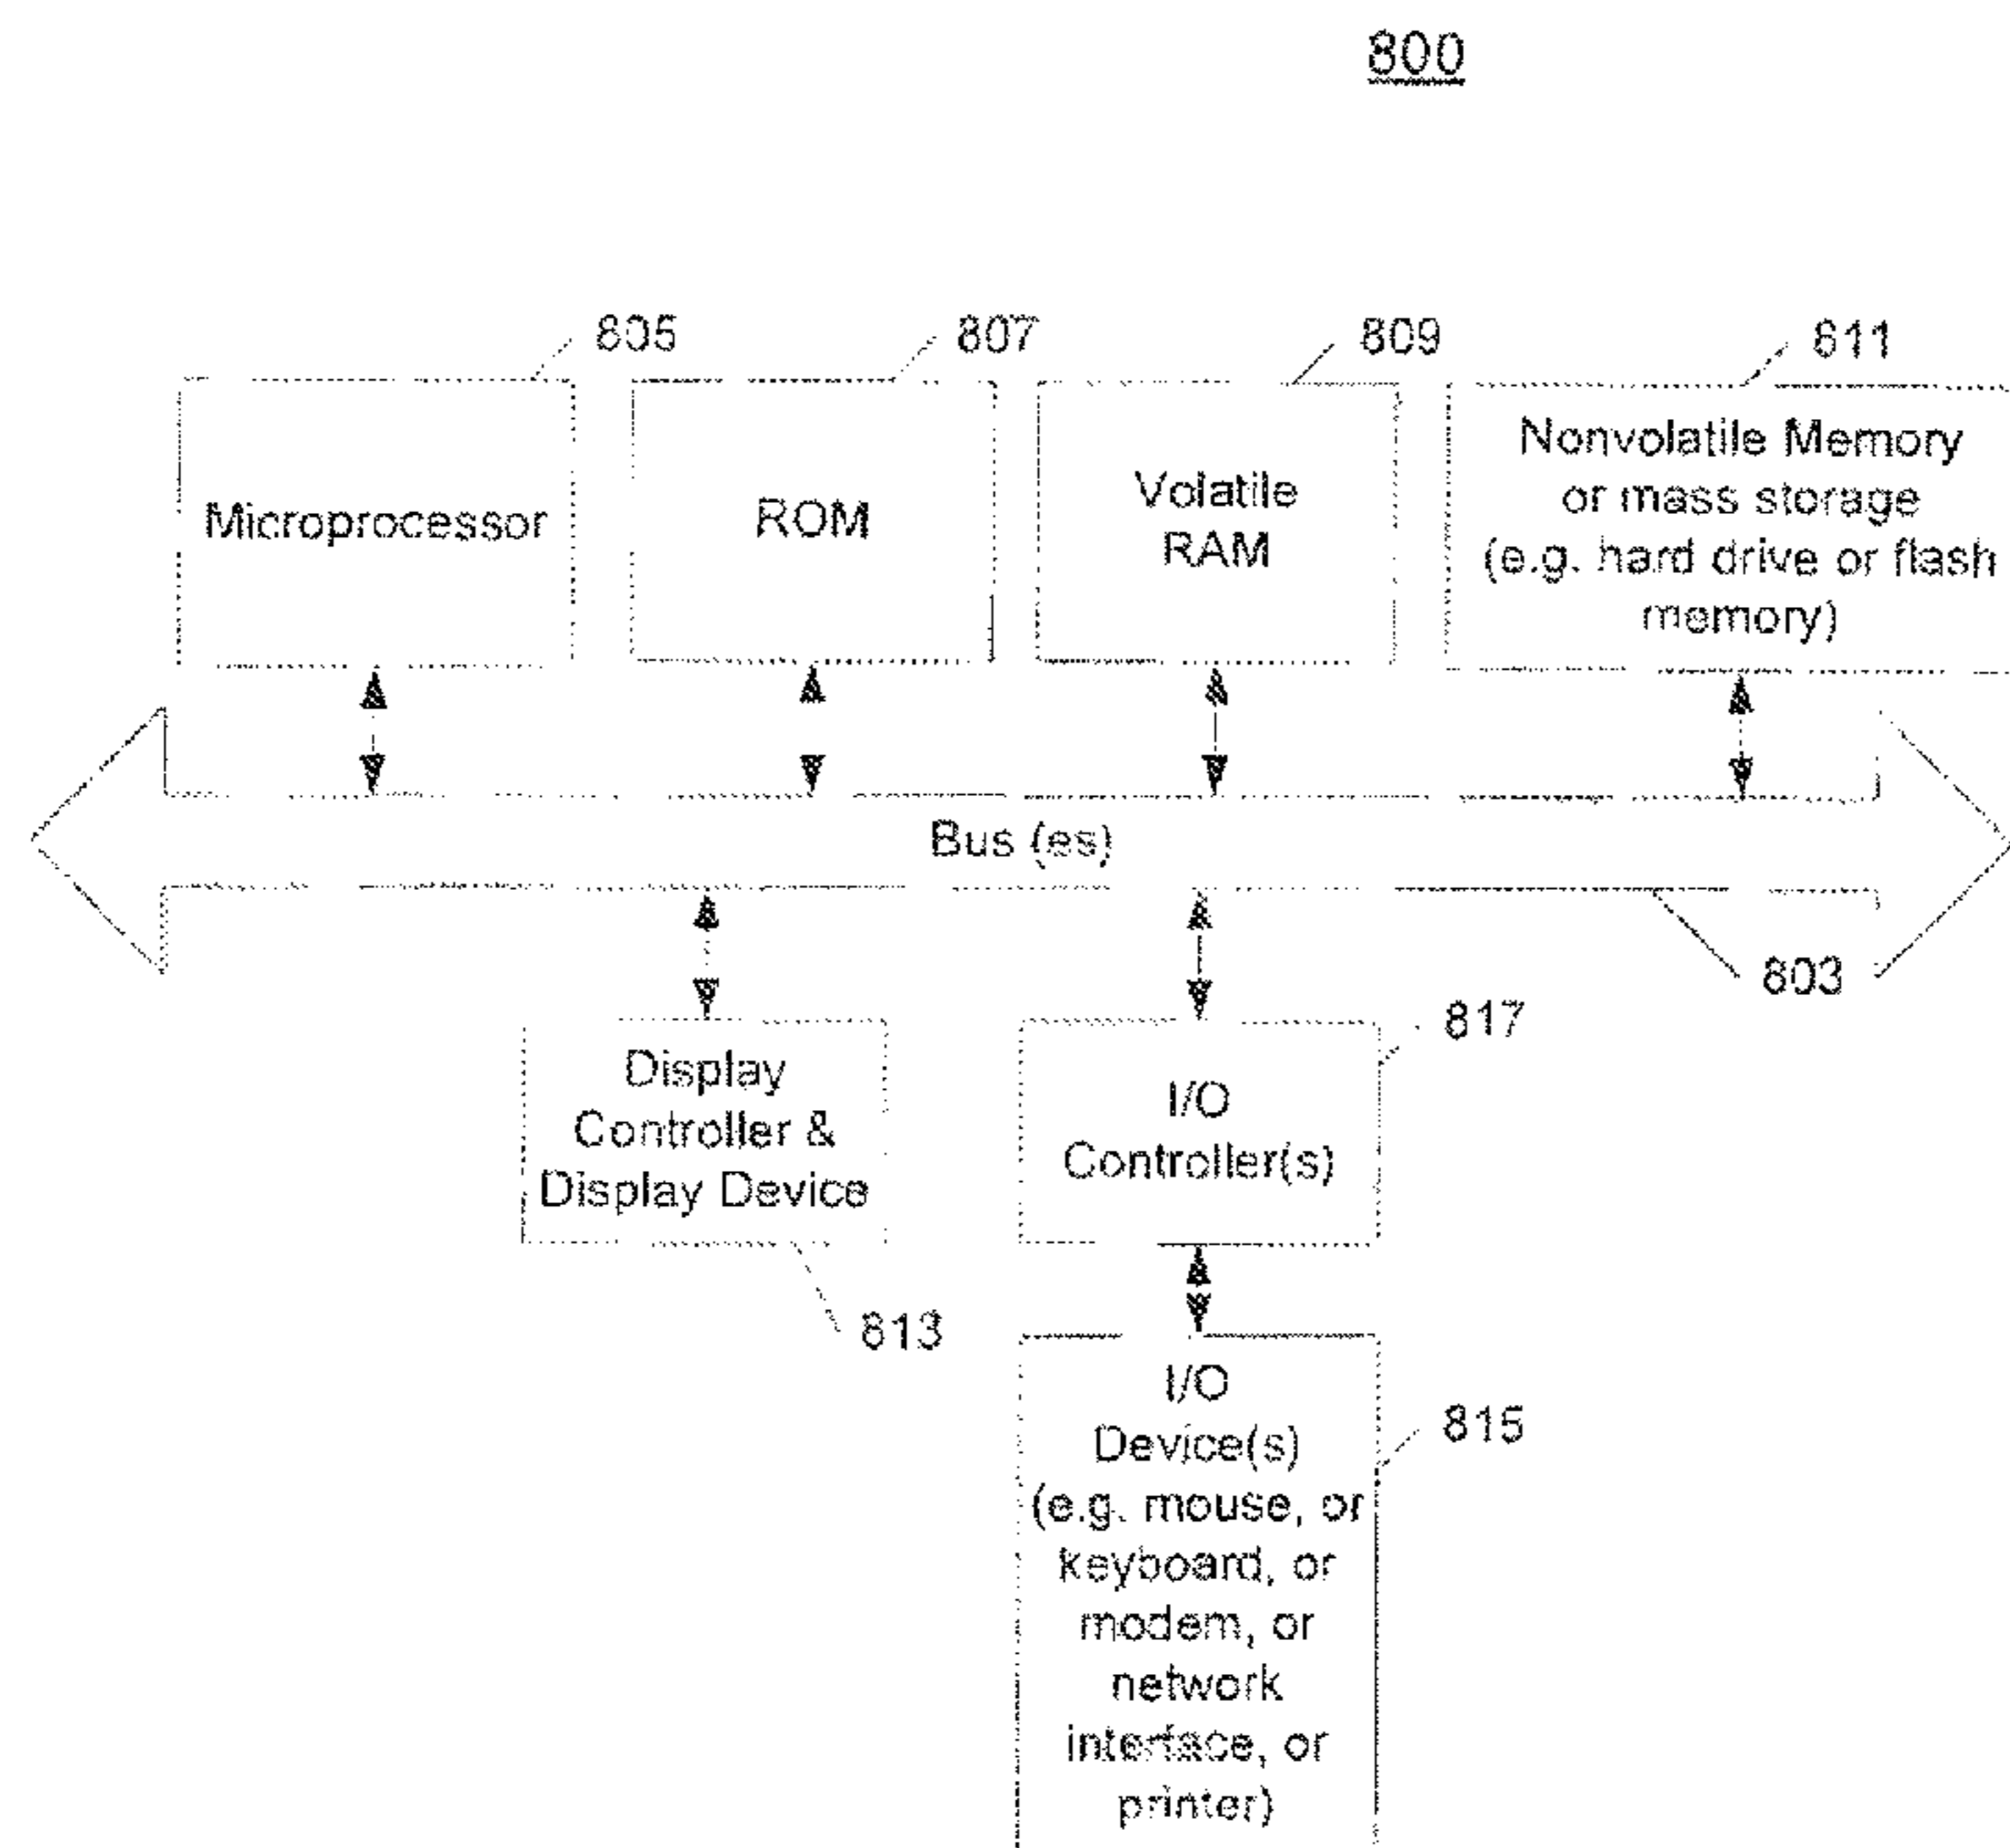 800
805
807
809
811
Microprocessor
ROM
Volatile
RAM
Nonvolatile Memory
or mass storage
(e.g. hard drive or flash
memory)
Bus (es)
803
Display
Controller &
Display Device
813
817
I/O
Controller(s)
I/O
Device(s)
(e.g. mouse, or
keyboard, or
modem, or
network
interface, or
printer)
815